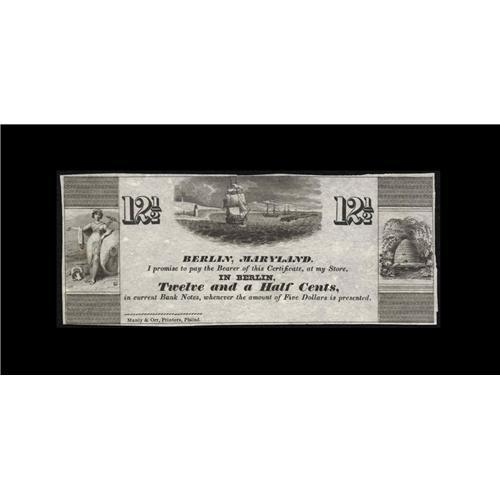 12½ 12½
BERLIN, MARYLAND.
I promise to pay the Bearer of this Certificate, at my Store,
IN BERLIN,
Twelve and a Half Cents,
in current Bank Notes, whenever the amount of Five Dollars is presented.
Manly & Orr, Printers, Philad.